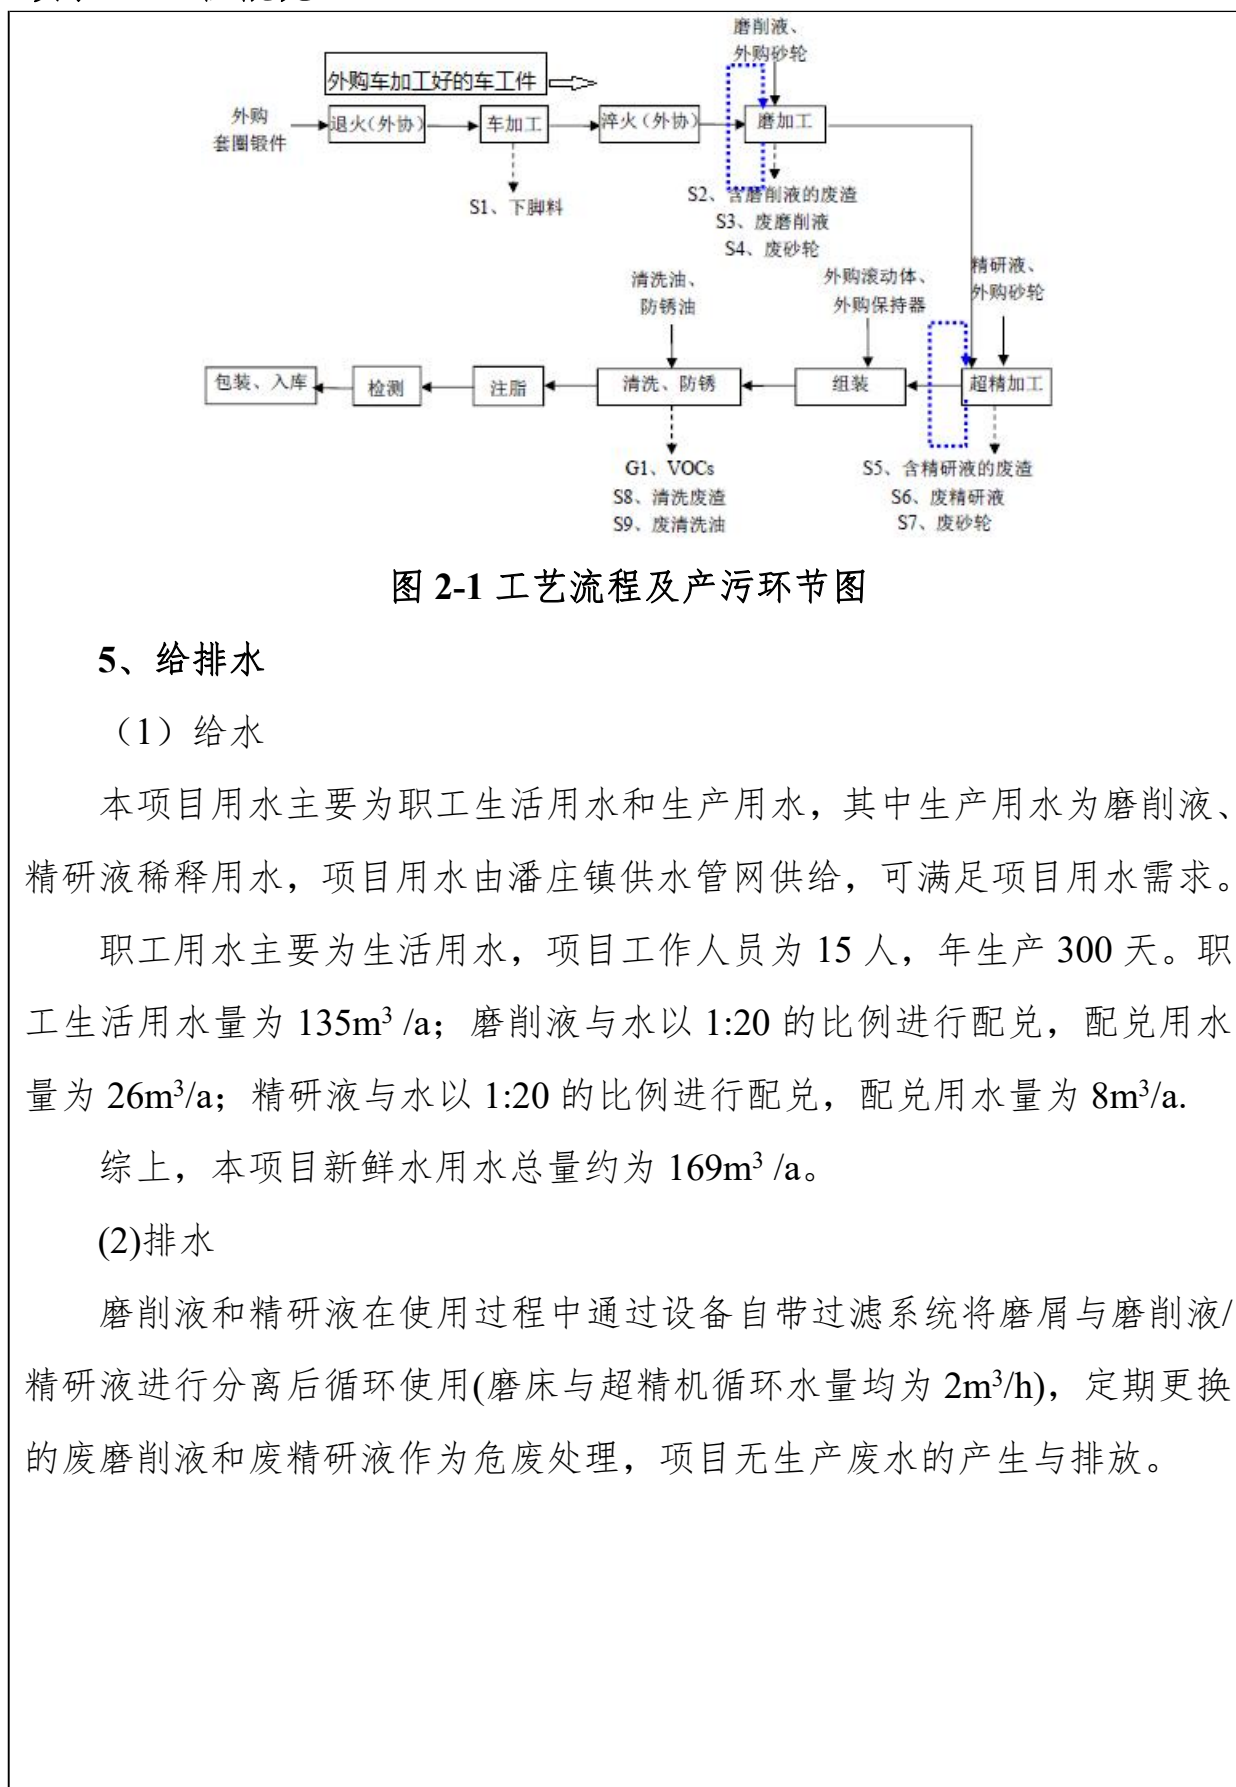 磨削液、
外购砂轮
外购车加工好的车工件
外购
套圈锻件
退火（外协）
车加工
淬火（外协）
磨加工
S1、下脚料
S2、含磨削液的废渣
S3、废磨削液
S4、废砂轮
清洗油、
防锈油
外购滚动体、
外购保持器
精研液、
外购砂轮
包装、入库
检测
注脂
清洗、防锈
组装
超精加工
G1、VOCs
S8、清洗废渣
S9、废清洗油
S5、含精研液的废渣
S6、废精研液
S7、废砂轮
图 2-1 工艺流程及产污环节图
5、给排水
（1）给水
本项目用水主要为职工生活用水和生产用水，其中生产用水为磨削液、
精研液稀释用水，项目用水由潘庄镇供水管网供给，可满足项目用水需求。
职工用水主要为生活用水，项目工作人员为 15 人，年生产 300 天。职
工生活用水量为 135m³ /a；磨削液与水以 1:20 的比例进行配兑，配兑用水
量为 26m³/a；精研液与水以 1:20 的比例进行配兑，配兑用水量为 8m³/a.
综上，本项目新鲜水用水总量约为 169m³ /a。
(2)排水
磨削液和精研液在使用过程中通过设备自带过滤系统将磨屑与磨削液/
精研液进行分离后循环使用(磨床与超精机循环水量均为 2m³/h)，定期更换
的废磨削液和废精研液作为危废处理，项目无生产废水的产生与排放。